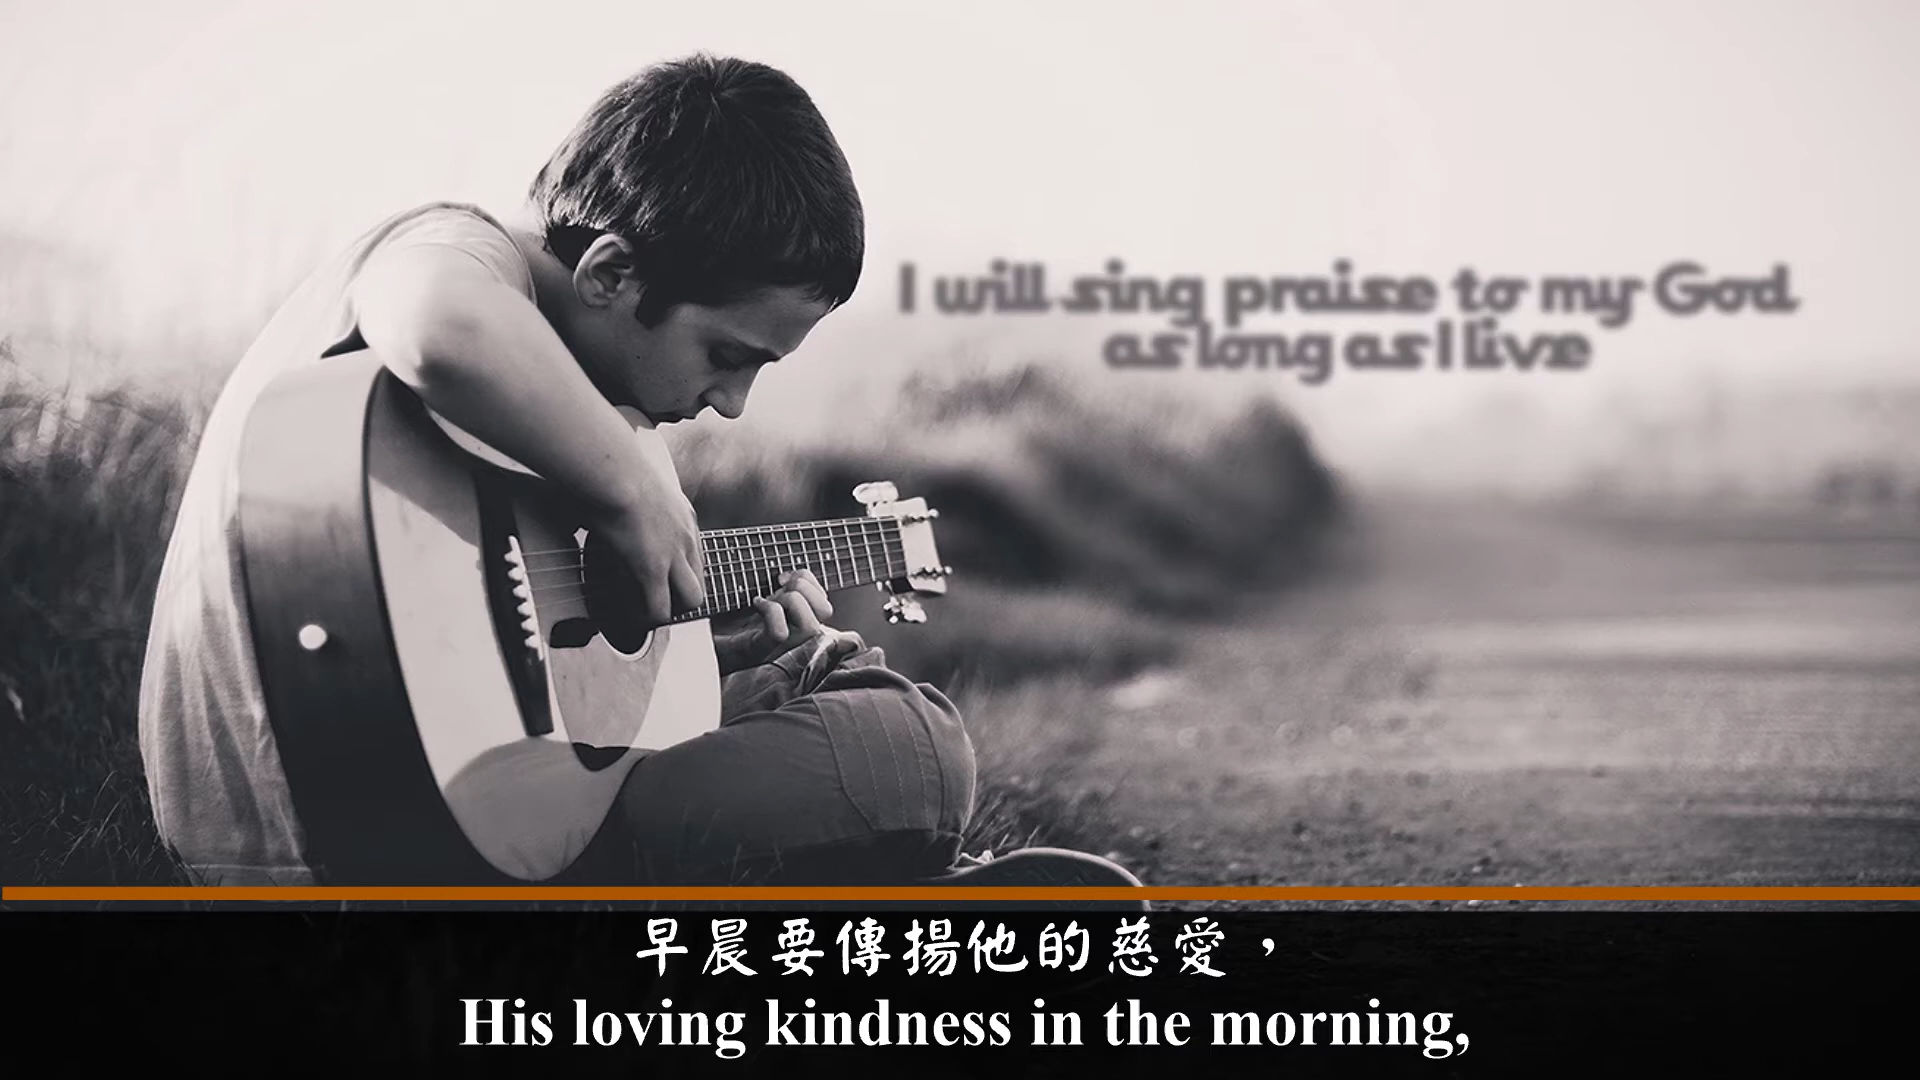 I will sing praise to my God
as long as I live
早晨要傳揚他的慈愛，
His loving kindness in the morning,